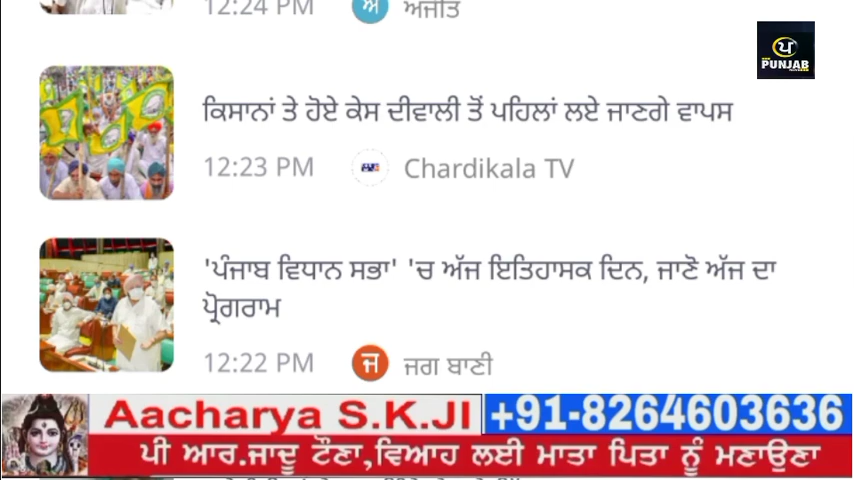 12:24 PM
ਅ
ਅਜੀਤ
ਪ
PUNJAB
ਕਿਸਾਨਾਂ ਤੇ ਹੋਏ ਕੇਸ ਦੀਵਾਲੀ ਤੋਂ ਪਹਿਲਾਂ ਲਏ ਜਾਣਗੇ ਵਾਪਸ
12:23 PM
Chardikala TV
'ਪੰਜਾਬ ਵਿਧਾਨ ਸਭਾ' 'ਚ ਅੱਜ ਇਤਿਹਾਸਕ ਦਿਨ, ਜਾਣੋ ਅੱਜ ਦਾ
ਪ੍ਰੋਗਰਾਮ
12:22 PM
ਜ
ਜਗ ਬਾਣੀ
Aacharya S.K.JI
+91-8264603636
ਪੀ ਆਰ.ਜਾਦੂ ਟੌਣਾ,ਵਿਆਹ ਲਈ ਮਾਤਾ ਪਿਤਾ ਨੂੰ ਮਣਾਉਣਾ